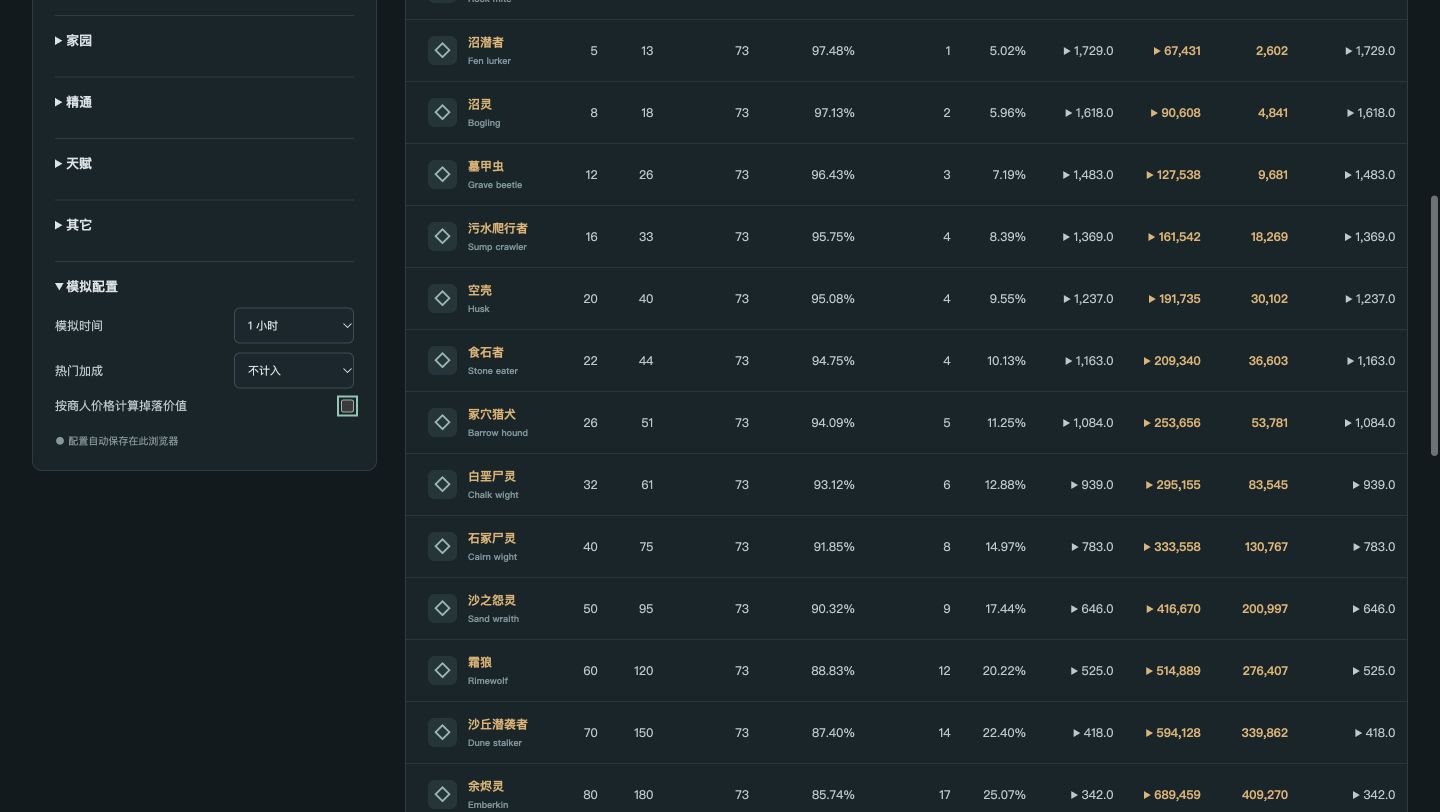 家园
精通
天赋
其它
模拟配置
模拟时间 1 小时
热门加成 不计入
按商人价格计算掉落价值
配置自动保存在此浏览器
沼潜者 5 13 73 97.48% 1 5.02% ▶ 1,729.0 ▶ 67,431 2,602 ▶ 1,729.0
Fen lurker
沼灵 8 18 73 97.13% 2 5.96% ▶ 1,618.0 ▶ 90,608 4,841 ▶ 1,618.0
Bogling
墓甲虫 12 26 73 96.43% 3 7.19% ▶ 1,483.0 ▶ 127,538 9,681 ▶ 1,483.0
Grave beetle
污水爬行者 16 33 73 95.75% 4 8.39% ▶ 1,369.0 ▶ 161,542 18,269 ▶ 1,369.0
Sump crawler
空壳 20 40 73 95.08% 4 9.55% ▶ 1,237.0 ▶ 191,735 30,102 ▶ 1,237.0
Husk
食石者 22 44 73 94.75% 4 10.13% ▶ 1,163.0 ▶ 209,340 36,603 ▶ 1,163.0
Stone eater
冢穴猎犬 26 51 73 94.09% 5 11.25% ▶ 1,084.0 ▶ 253,656 53,781 ▶ 1,084.0
Barrow hound
白垩尸灵 32 61 73 93.12% 6 12.88% ▶ 939.0 ▶ 295,155 83,545 ▶ 939.0
Chalk wight
石冢尸灵 40 75 73 91.85% 8 14.97% ▶ 783.0 ▶ 333,558 130,767 ▶ 783.0
Cairn wight
沙之怨灵 50 95 73 90.32% 9 17.44% ▶ 646.0 ▶ 416,670 200,997 ▶ 646.0
Sand wraith
霜狼 60 120 73 88.83% 12 20.22% ▶ 525.0 ▶ 514,889 276,407 ▶ 525.0
Rimewolf
沙丘潜袭者 70 150 73 87.40% 14 22.40% ▶ 418.0 ▶ 594,128 339,862 ▶ 418.0
Dune stalker
余烬灵 80 180 73 85.74% 17 25.07% ▶ 342.0 ▶ 689,459 409,270 ▶ 342.0
Emberkin